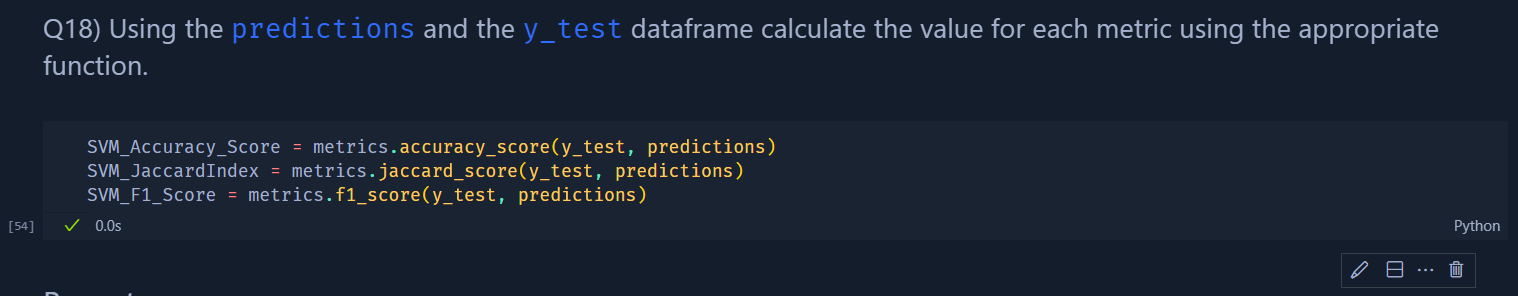 Q18) Using the predictions and the y_test dataframe calculate the value for each metric using the appropriate
function.
SVM_Accuracy_Score = metrics.accuracy_score(y_test, predictions)
SVM_JaccardIndex = metrics.jaccard_score(y_test, predictions)
SVM_F1_Score = metrics.f1_score(y_test, predictions)
[54] 0.0s Python